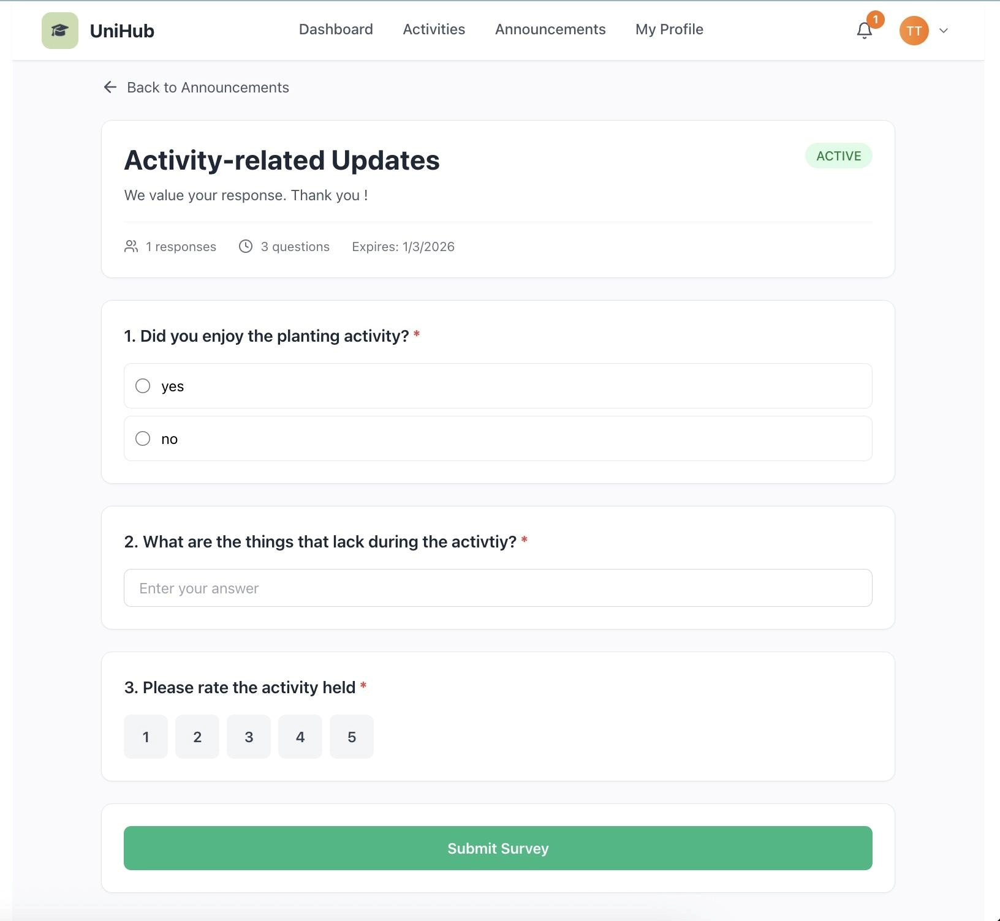 UniHub
Dashboard Activities Announcements My Profile
1
TT
Back to Announcements
Activity-related Updates
ACTIVE
We value your response. Thank you !
1 responses 3 questions Expires: 1/3/2026
1. Did you enjoy the planting activity? *
yes
no
2. What are the things that lack during the activtiy? *
Enter your answer
3. Please rate the activity held *
1 2 3 4 5
Submit Survey